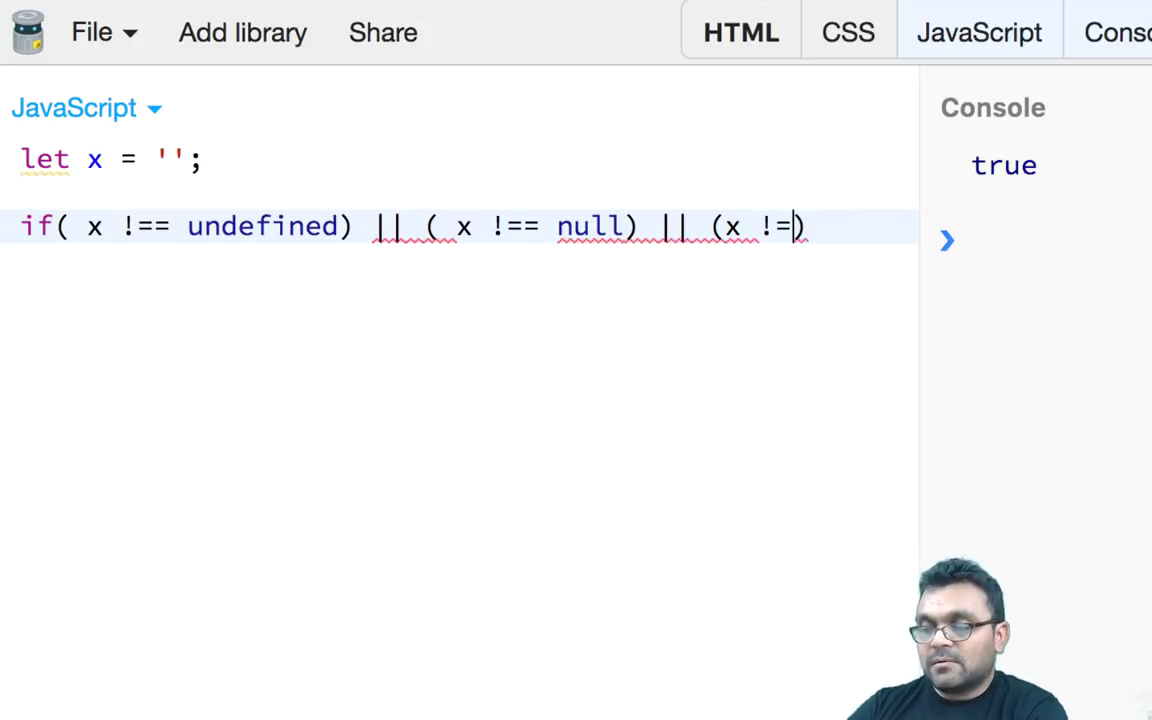 File Add library Share HTML CSS JavaScript Conso
JavaScript
Console
let x = '';
true
if( x !== undefined) || ( x !== null) || (x !=)